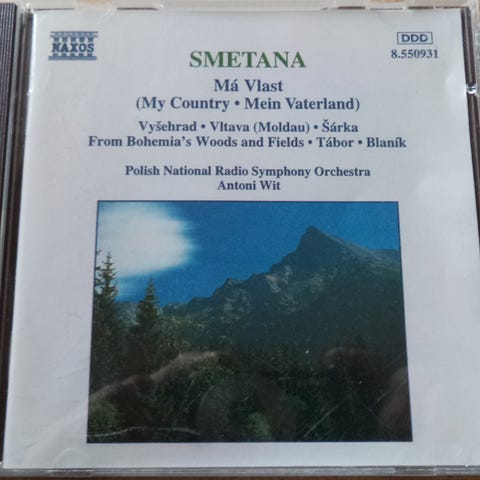 NAXOS
DDD
8.550931
SMETANA
Má Vlast
(My Country • Mein Vaterland)
Vyšehrad • Vltava (Moldau) • Šárka
From Bohemia's Woods and Fields • Tábor • Blaník
Polish National Radio Symphony Orchestra
Antoni Wit